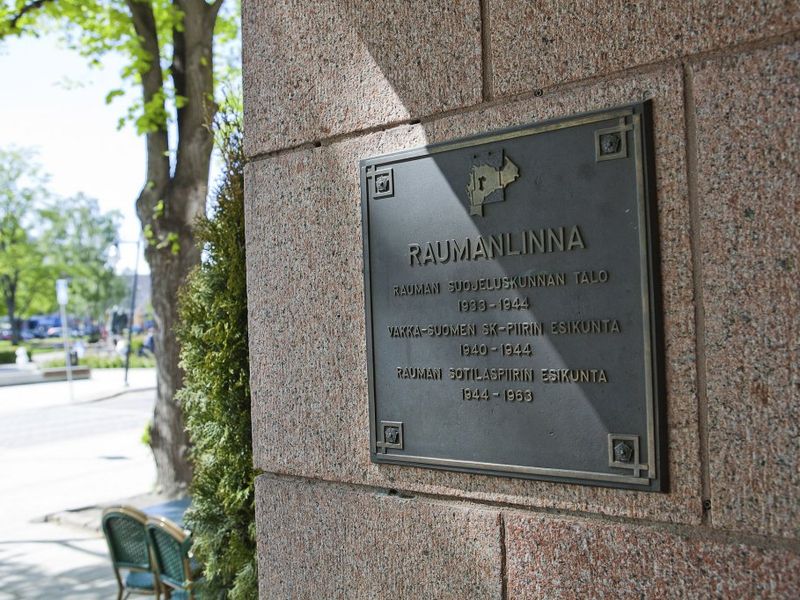 RAUMANLINNA
RAUMAN SUOJELUSKUNNAN TALO
1933-1944
VAKKA-SUOMEN SK-PIIRIN ESIKUNTA
1940-1944
RAUMAN SOTILASPIIRIN ESIKUNTA
1944-1963